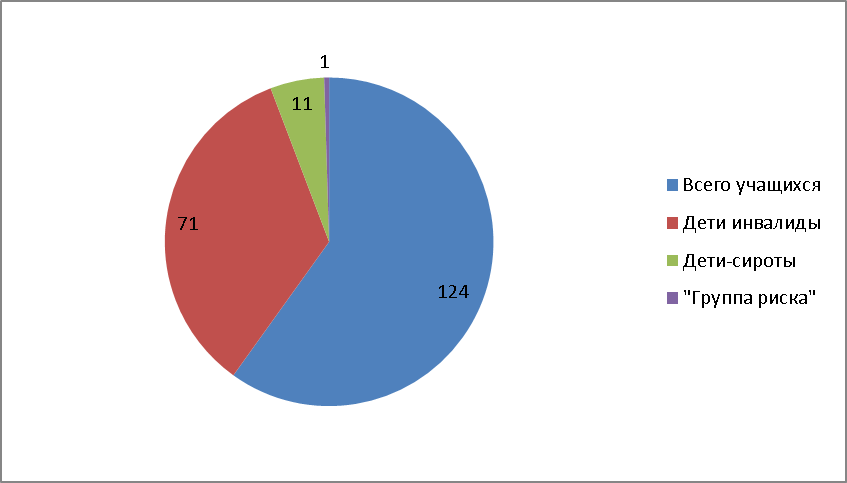 1
11
71
124
Всего учащихся
Дети инвалиды
Дети-сироты
"Группа риска"